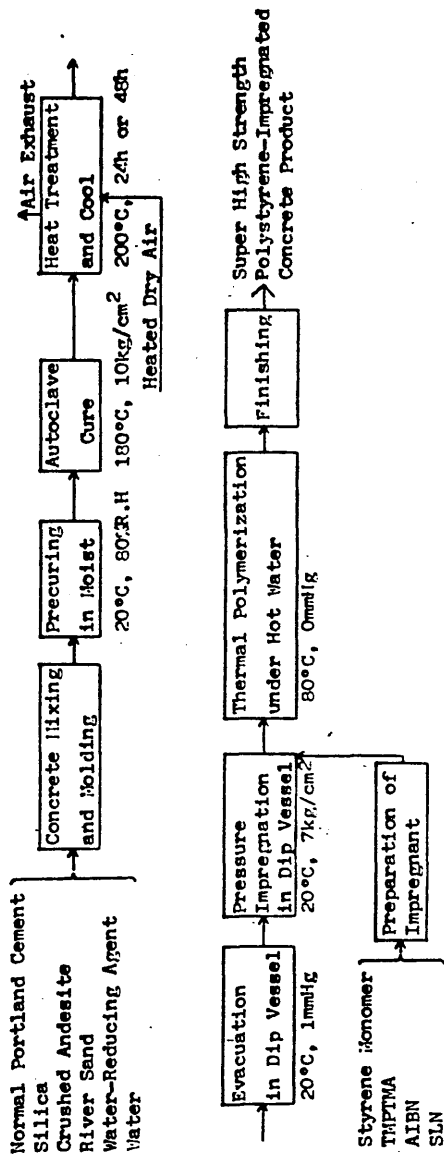 Normal Portland Cement
Silica
Crushed Andesite
River Sand
Water-Reducing Agent
Water
Concrete Mixing
and Molding
Precuring
in Moist
20°C, 80%R.H
Autoclave
Cure
180°C, 10kg/cm²
Air Exhaust
Heat Treatment
and Cool
200°C, 24h or 48h
Heated Dry Air
Evacuation
in Dip Vessel
20°C, 1mmHg
Pressure
Impregnation
in Dip Vessel
20°C, 7kg/cm²
Styrene Monomer
TMPTMA
AIBN
SLN
Preparation of
Impregnant
Thermal Polymerization
under Hot Water
80°C, 0mmHg
Finishing
Super High Strength
Polystyrene-Impregnated
Concrete Product